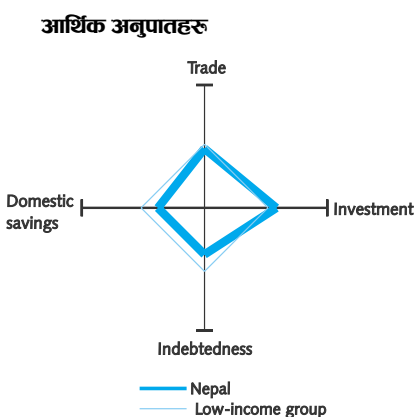 आर्थिक अनुपातहरू
Trade
Domestic
savings
Investment
Indebtedness
Nepal
Low-income group